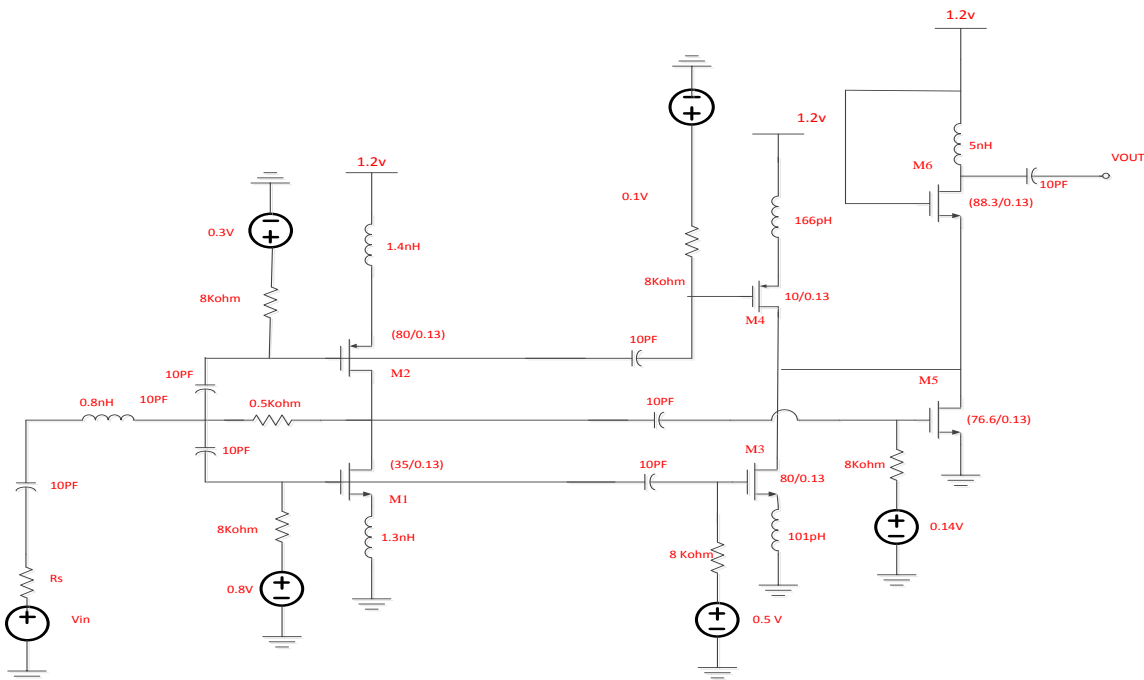 1.2v
1.2v
5nH
VOUT
M6
10PF
(88.3/0.13)
1.2v
0.1V
166pH
0.3V
1.4nH
8Kohm
8Kohm
10/0.13
M4
(80/0.13)
10PF
M2
10PF
M5
0.8nH
10PF
0.5Kohm
10PF
(76.6/0.13)
10PF
(35/0.13)
10PF
M3
80/0.13
8Kohm
10PF
M1
8Kohm
1.3nH
8 Kohm
101pH
0.14V
Rs
0.8V
Vin
0.5 V